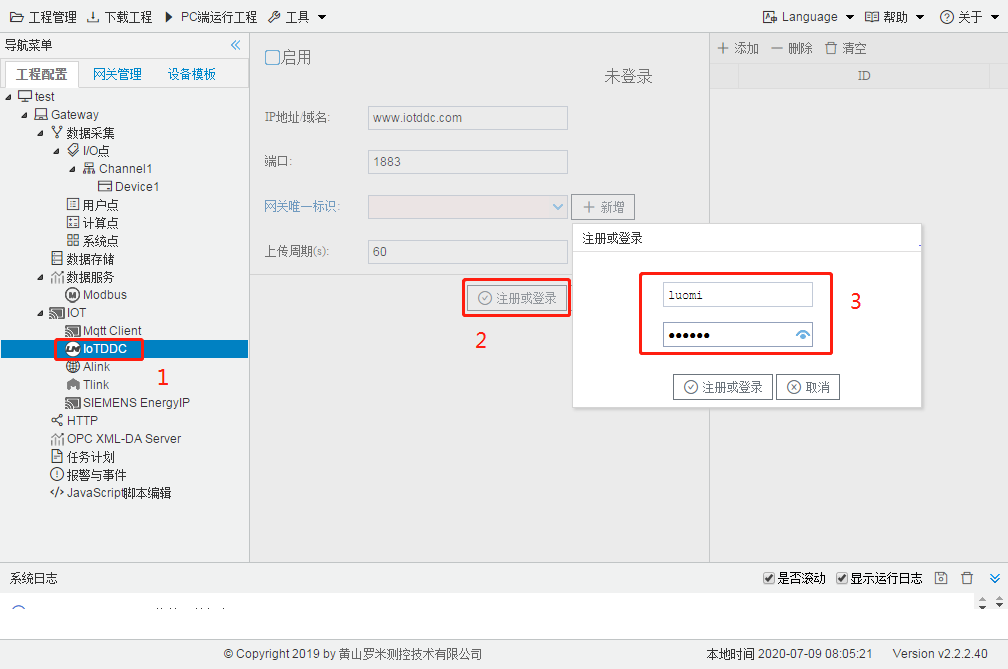 工程管理 下载工程 PC端运行工程 工具 Language 帮助 关于
导航菜单
工程配置 网关管理 设备模板
test
Gateway
数据采集
I/O点
Channel1
Device1
用户点
计算点
系统点
数据存储
数据服务
Modbus
IOT
Mqtt Client
IoTDDC
1
Alink
Tlink
SIEMENS EnergyIP
HTTP
OPC XML-DA Server
任务计划
报警与事件
JavaScript脚本编辑
启用
未登录
IP地址/域名: www.iotddc.com
端口: 1883
网关唯一标识: 新增
上传周期(s): 60
注册或登录
2
添加 删除 清空
ID
注册或登录
luomi
••••••
3
注册或登录 取消
系统日志 是否滚动 显示运行日志
© Copyright 2019 by 黄山罗米测控技术有限公司 本地时间 2020-07-09 08:05:21 Version v2.2.2.40